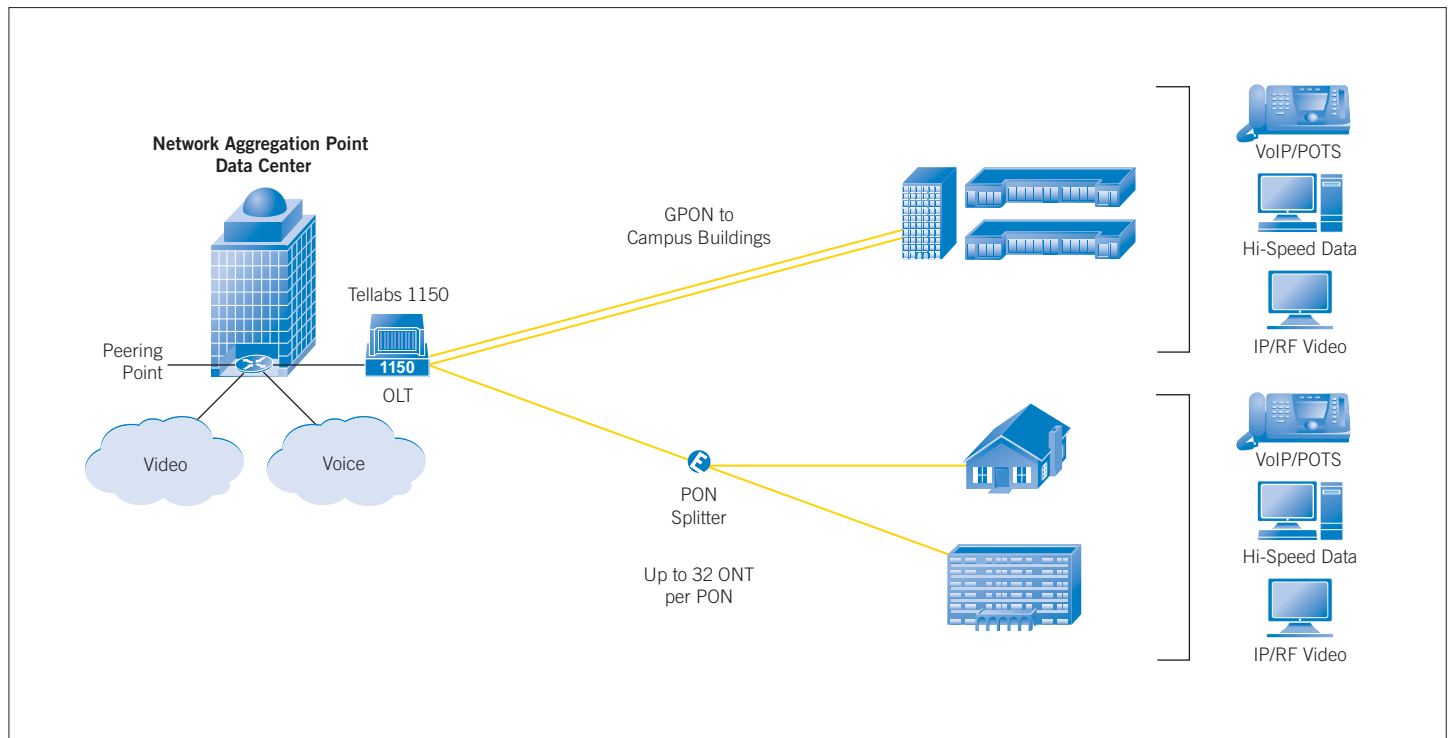 Network Aggregation Point
Data Center
Peering
Point
Video
Voice
Tellabs 1150
1150
OLT
GPON to
Campus Buildings
PON
Splitter
Up to 32 ONT
per PON
VoIP/POTS
Hi-Speed Data
IP/RF Video
VoIP/POTS
Hi-Speed Data
IP/RF Video